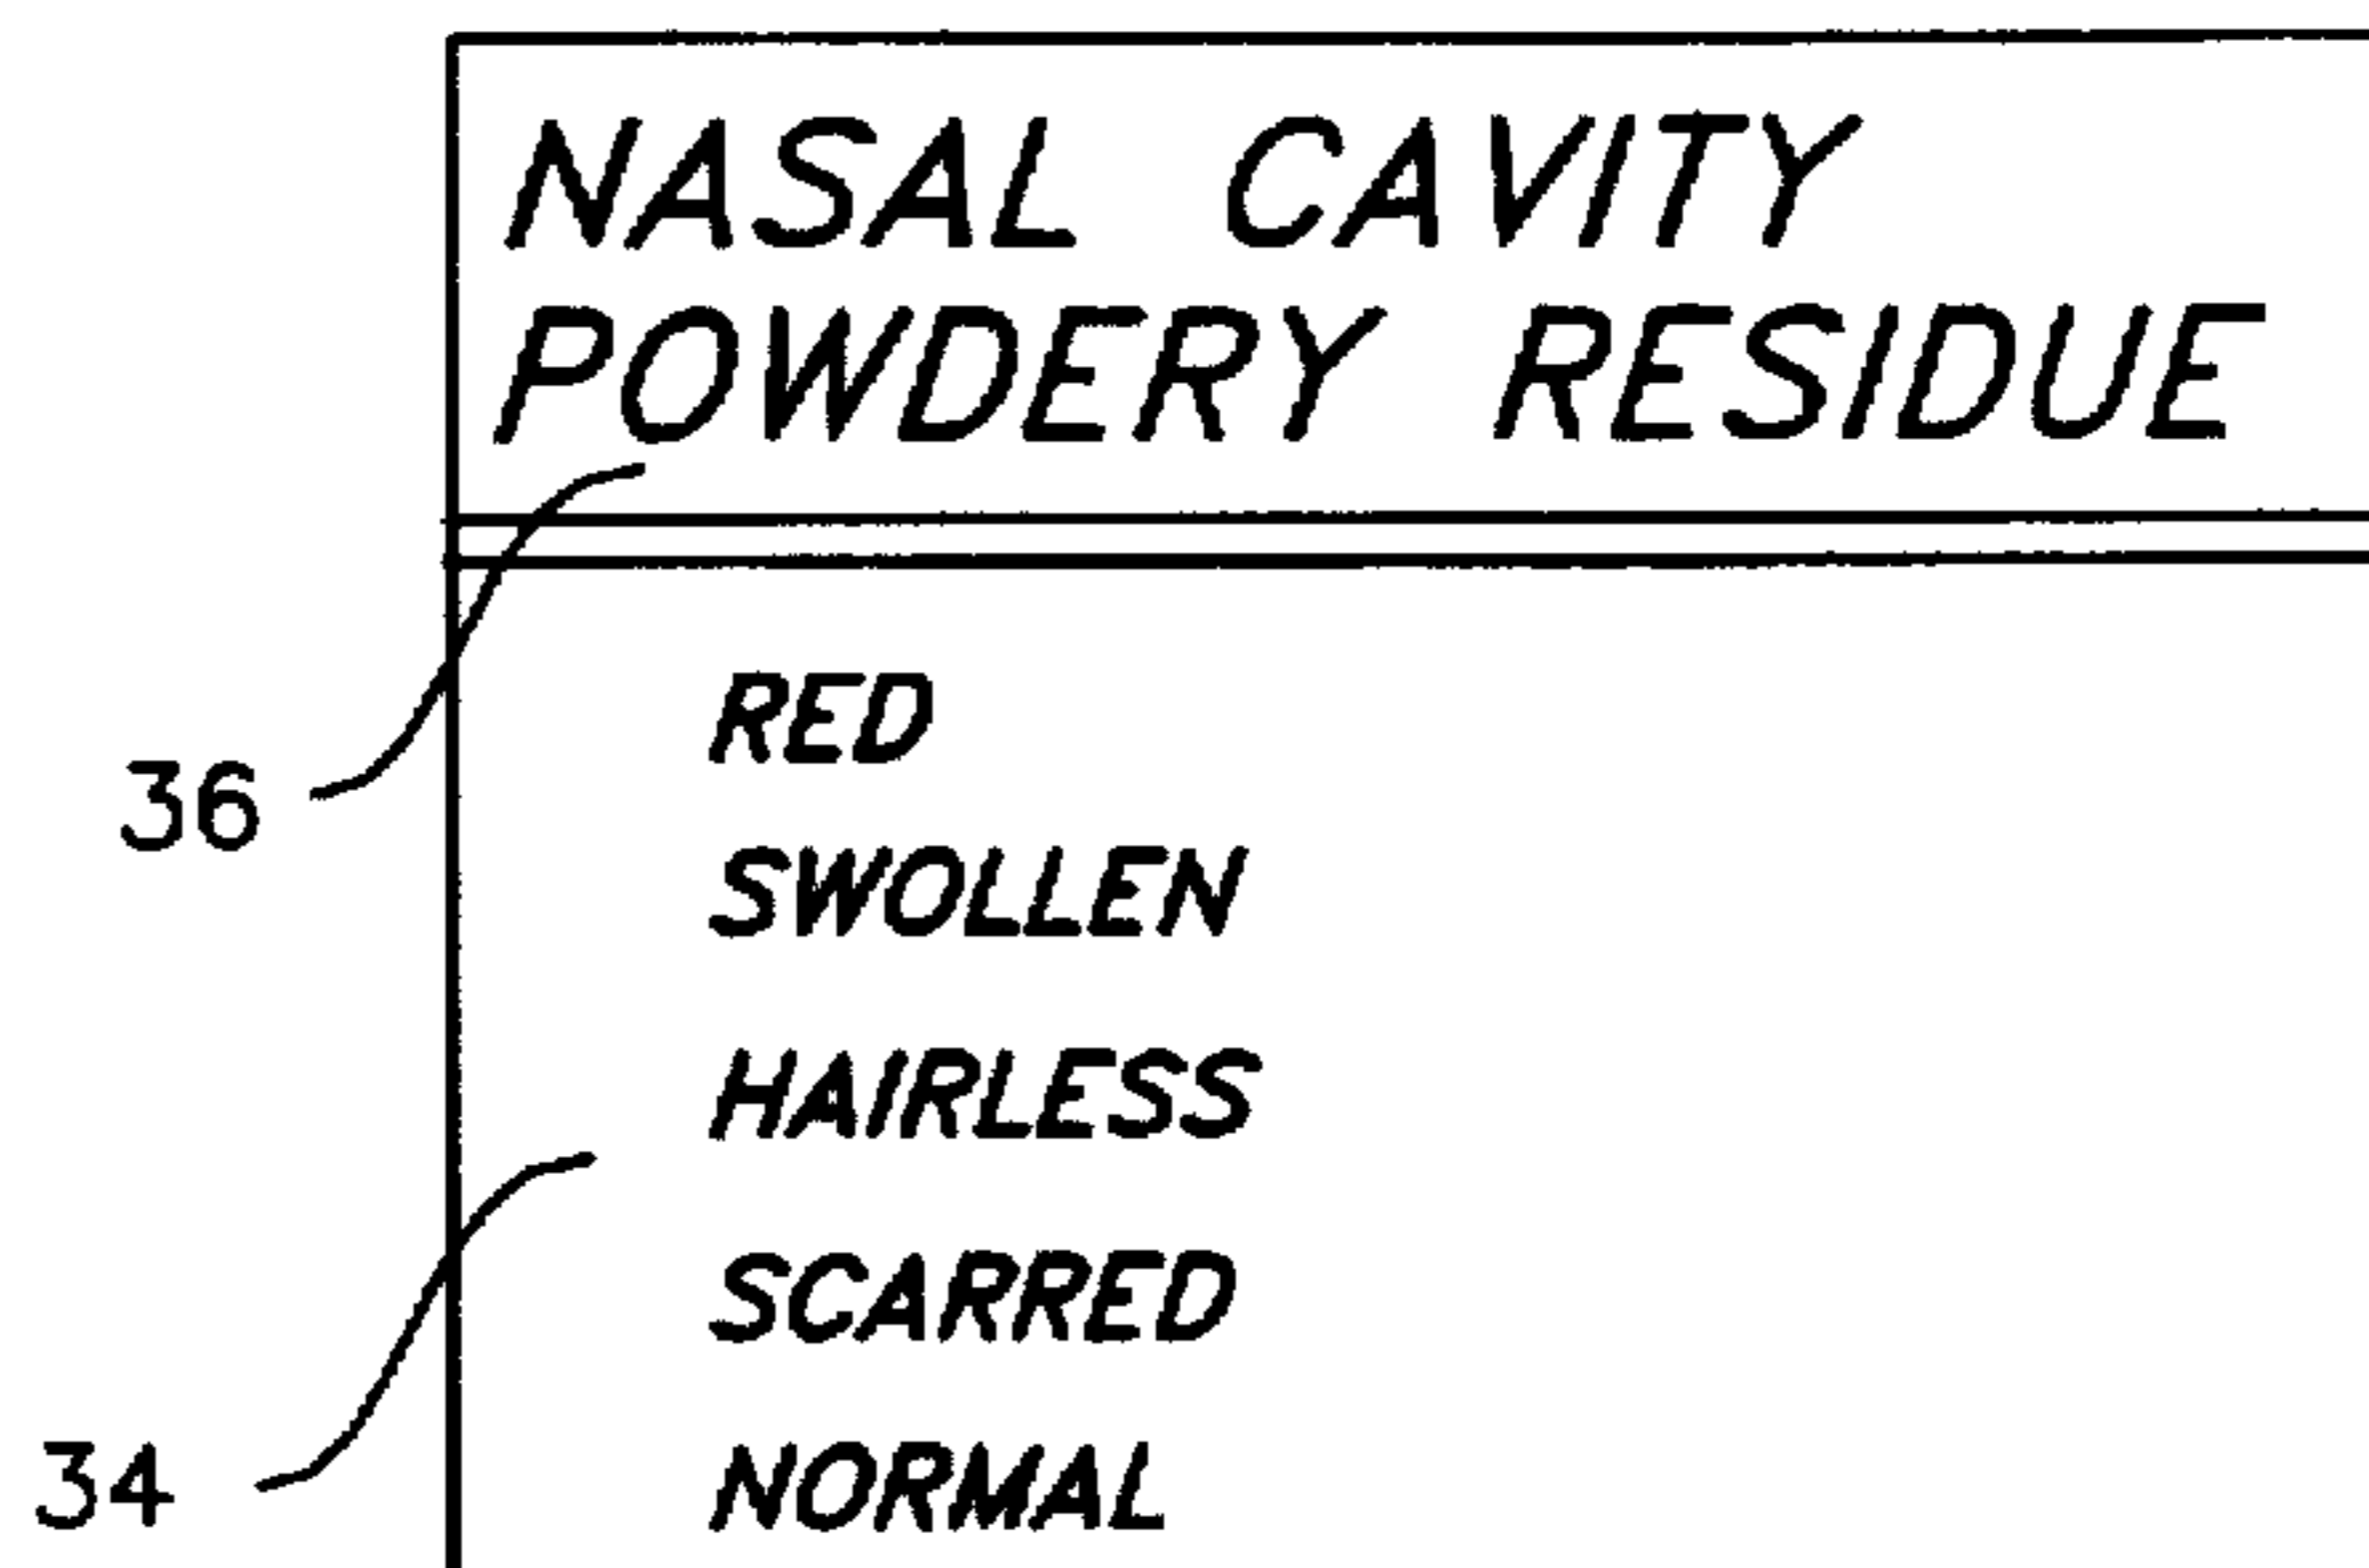 NASAL CAVITY
POWDERY RESIDUE
RED
36
SWOLLEN
HAIRLESS
SCARRED
34
NORMAL